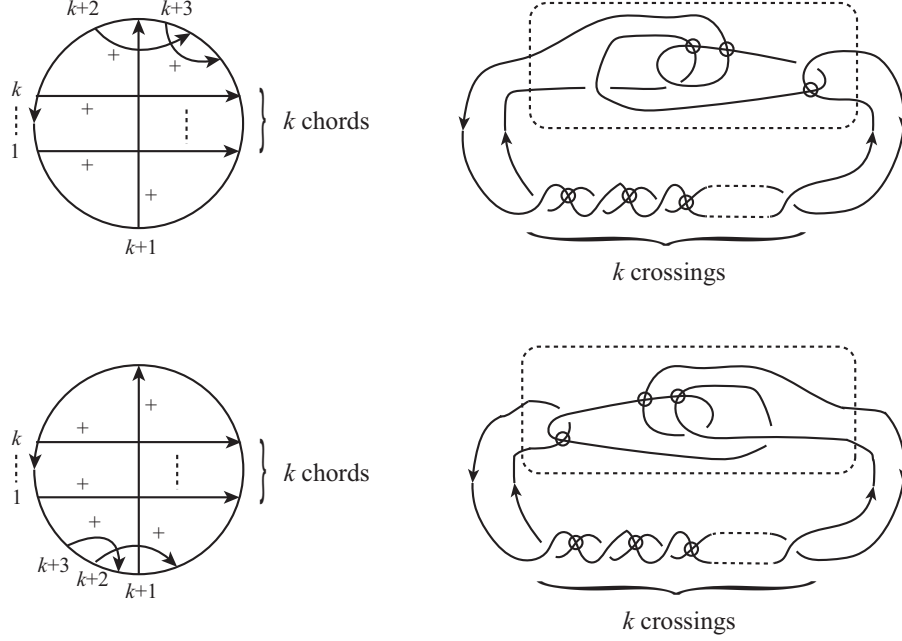 k+2 k+3
+ +
k
+
k chords
1
+
+
k+1
k crossings
+
k
+
k chords
+
1
+ +
k+3
k+2
k+1
k crossings